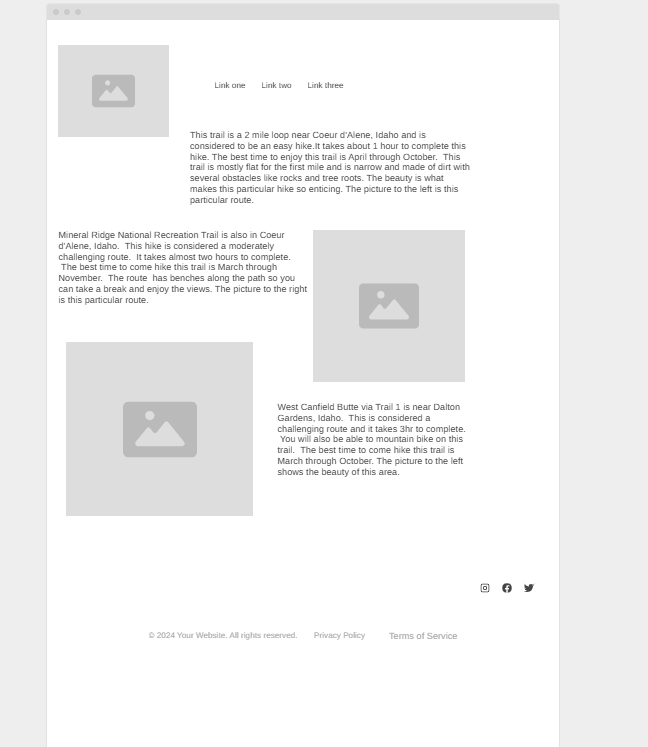 Link one Link two Link three
This trail is a 2 mile loop near Coeur d'Alene, Idaho and is
considered to be an easy hike.It takes about 1 hour to complete this
hike. The best time to enjoy this trail is April through October.  This
trail is mostly flat for the first mile and is narrow and made of dirt with
several obstacles like rocks and tree roots. The beauty is what
makes this particular hike so enticing. The picture to the left is this
particular route.
Mineral Ridge National Recreation Trail is also in Coeur
d'Alene, Idaho.  This hike is considered a moderately
challenging route.  It takes almost two hours to complete.
The best time to come hike this trail is March through
November.  The route  has benches along the path so you
can take a break and enjoy the views. The picture to the right
is this particular route.
West Canfield Butte via Trail 1 is near Dalton
Gardens, Idaho.  This is considered a
challenging route and it takes 3hr to complete.
You will also be able to mountain bike on this
trail.  The best time to come hike this trail is
March through October. The picture to the left
shows the beauty of this area.
© 2024 Your Website. All rights reserved. Privacy Policy Terms of Service